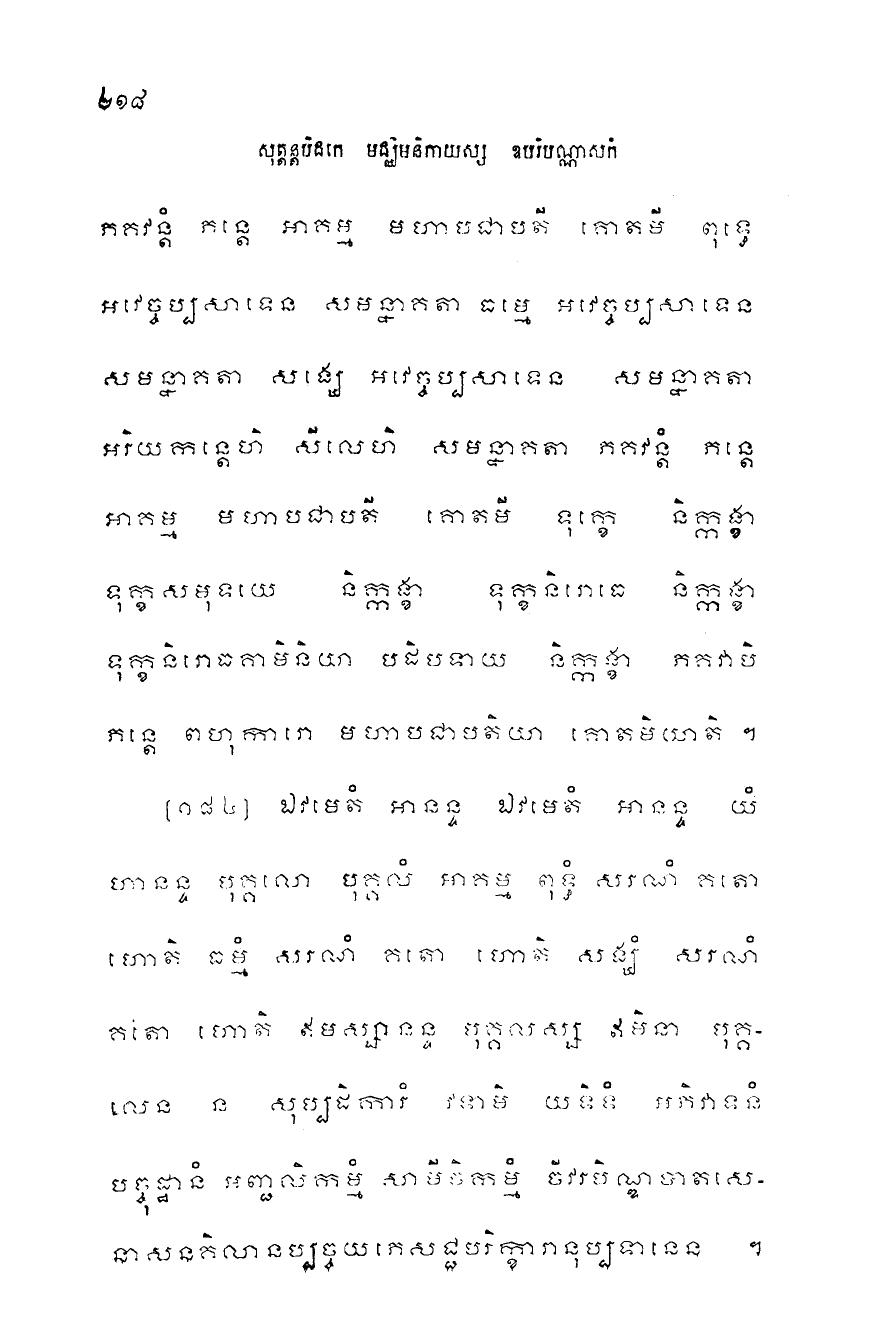 ២១៨
សុត្តន្តបិដកេ មជ្ឈិមនិកាយស្ស ឧបរិបណ្ណាសកំ
ភគវន្តំ ភន្តេ អាគម្ម មហាបជាបតី គោតមី ពុទ្ធេ
អវេច្ចប្បសាទេន សមន្នាគតា ធម្មេ អវេច្ចប្បសាទេន
សមន្នាគតា សង្ឃេ អវេច្ចប្បសាទេន សមន្នាគតា
អរិយកន្តេហិ សីលេហិ សមន្នាគតា ភគវន្តំ ភន្តេ
អាគម្ម មហាបជាបតី គោតមី ទុក្ខេ និក្កង្ខា
ទុក្ខសមុទយេ និក្កង្ខា ទុក្ខនិរោធេ និក្កង្ខា
ទុក្ខនិរោធគាមិនិយា បដិបទាយ និក្កង្ខា ភគវាបិ
ភន្តេ ពហុការោ មហាបជាបតិយា គោតមិយាតិ ។
[១៨៤] ឯវមេតំ អានន្ទ ឯវមេតំ អានន្ទ យំ
ហានន្ទ បុគ្គលោ បុគ្គលំ អាគម្ម ពុទ្ធំ សរណំ គតោ
ហោតិ ធម្មំ សរណំ គតោ ហោតិ សង្ឃំ សរណំ
គតោ ហោតិ ឥមស្សានន្ទ បុគ្គលស្ស ឥមិនា បុគ្គ-
លេន ន សុប្បដិការំ វទាមិ យទិទំ អភិវាទនំ
បច្ចុដ្ឋានំ អញ្ជលិកម្មំ សាមីចិកម្មំ ចីវរបិណ្ឌបាតសេ-
នាសនគិលានប្បច្ចយភេសជ្ជបរិក្ខារានុប្បទានេន ។